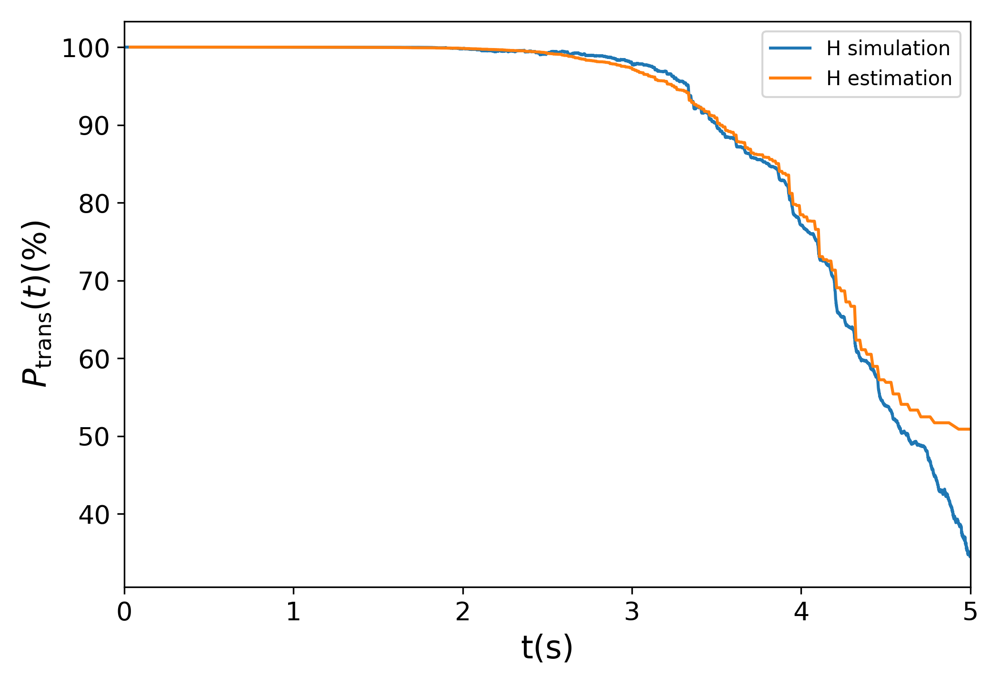 H simulation
H estimation
100
90
80
70
60
50
40
P_trans(t)(%)
0 1 2 3 4 5
t(s)